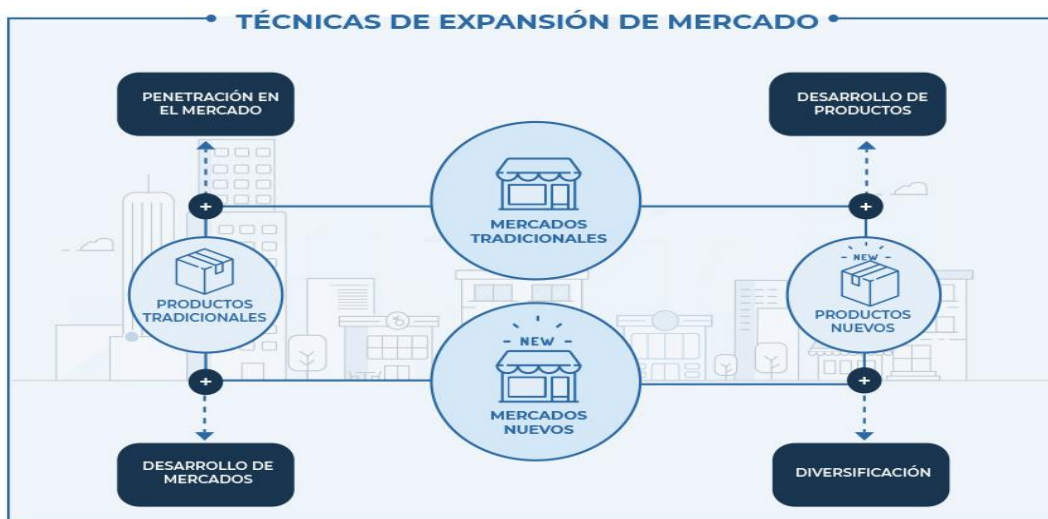 TÉCNICAS DE EXPANSIÓN DE MERCADO
PENETRACIÓN EN
EL MERCADO
DESARROLLO DE
PRODUCTOS
+
+
MERCADOS
TRADICIONALES
PRODUCTOS
TRADICIONALES
NEW
PRODUCTOS
NUEVOS
NEW
MERCADOS
NUEVOS
+
+
DESARROLLO DE
MERCADOS
DIVERSIFICACIÓN